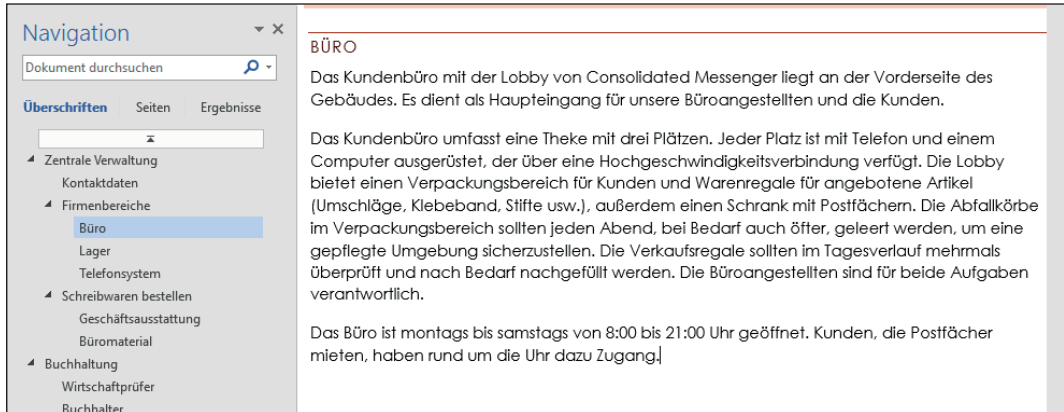 Navigation
Dokument durchsuchen
Überschriften Seiten Ergebnisse
Zentrale Verwaltung
Kontaktdaten
Firmenbereiche
Büro
Lager
Telefonsystem
Schreibwaren bestellen
Geschäftsausstattung
Büromaterial
Buchhaltung
Wirtschaftprüfer
Buchhalter
BÜRO
Das Kundenbüro mit der Lobby von Consolidated Messenger liegt an der Vorderseite des
Gebäudes. Es dient als Haupteingang für unsere Büroangestellten und die Kunden.
Das Kundenbüro umfasst eine Theke mit drei Plätzen. Jeder Platz ist mit Telefon und einem
Computer ausgerüstet, der über eine Hochgeschwindigkeitsverbindung verfügt. Die Lobby
bietet einen Verpackungsbereich für Kunden und Warenregale für angebotene Artikel
(Umschläge, Klebeband, Stifte usw.), außerdem einen Schrank mit Postfächern. Die Abfallkörbe
im Verpackungsbereich sollten jeden Abend, bei Bedarf auch öfter, geleert werden, um eine
gepflegte Umgebung sicherzustellen. Die Verkaufsregale sollten im Tagesverlauf mehrmals
überprüft und nach Bedarf nachgefüllt werden. Die Büroangestellten sind für beide Aufgaben
verantwortlich.
Das Büro ist montags bis samstags von 8:00 bis 21:00 Uhr geöffnet. Kunden, die Postfächer
mieten, haben rund um die Uhr dazu Zugang.